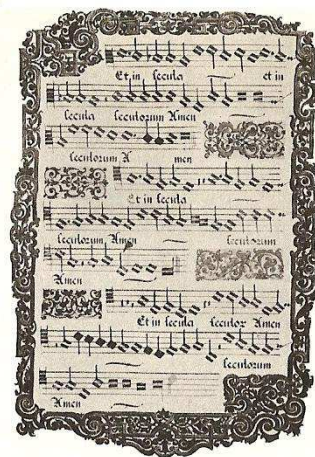 Et in secula et in
secula seculorum Amen
seculorum A men
Et in secula
seculorum, Amen seculorum
Amen
Et in secula seculor Amen
seculorum
Amen